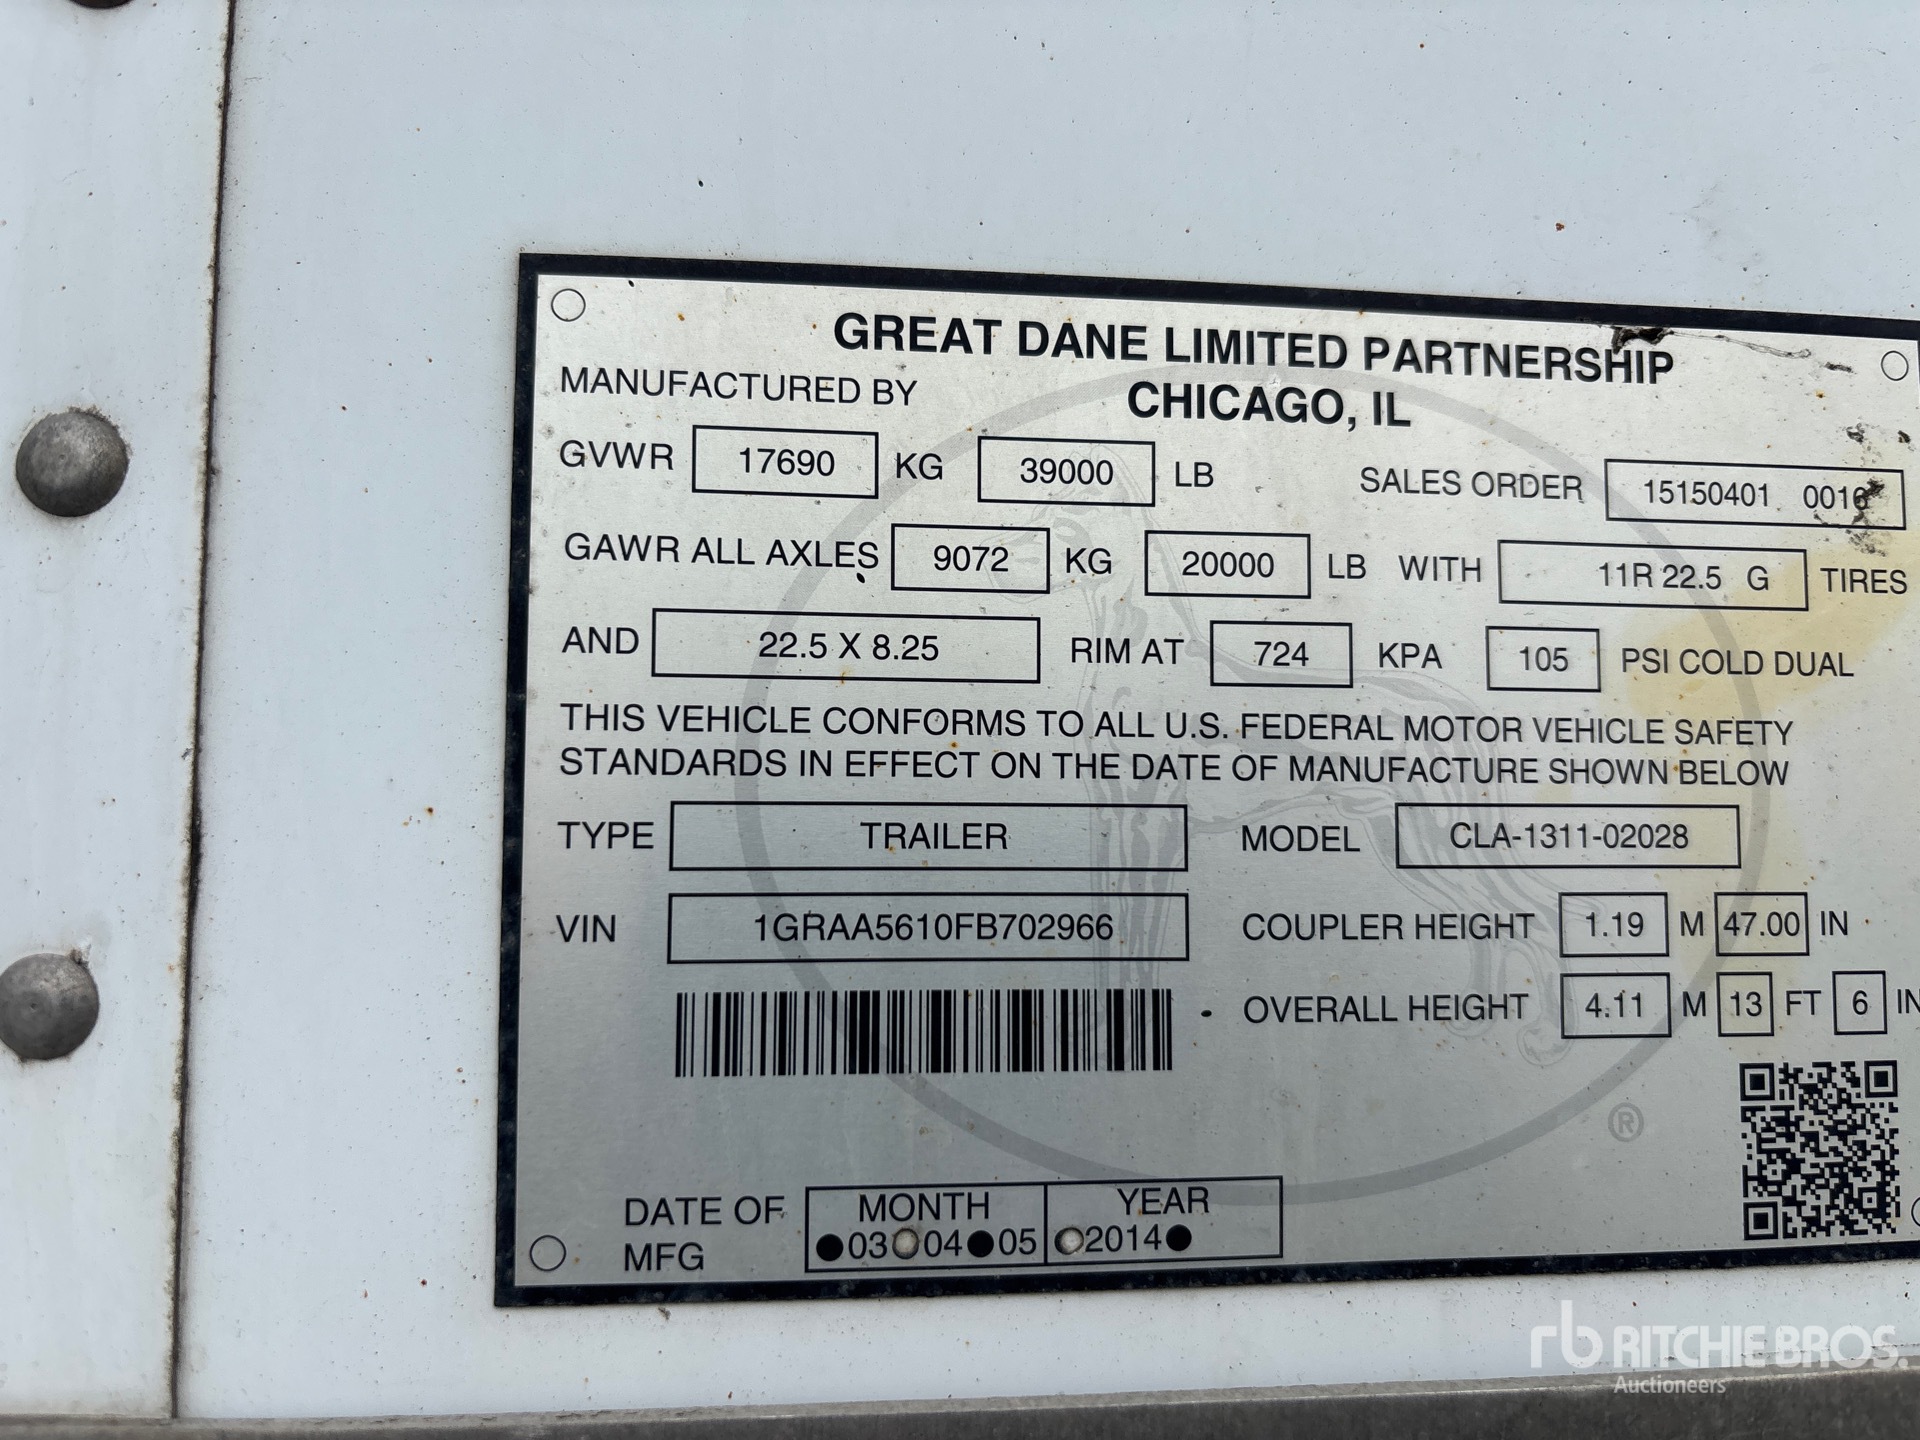 GREAT DANE LIMITED PARTNERSHIP
MANUFACTURED BY CHICAGO, IL
GVWR 17690 KG 39000 LB SALES ORDER 15150401 0016
GAWR ALL AXLES 9072 KG 20000 LB WITH 11R 22.5 G TIRES
AND 22.5 X 8.25 RIM AT 724 KPA 105 PSI COLD DUAL
THIS VEHICLE CONFORMS TO ALL U.S. FEDERAL MOTOR VEHICLE SAFETY
STANDARDS IN EFFECT ON THE DATE OF MANUFACTURE SHOWN BELOW
TYPE TRAILER MODEL CLA-1311-02028
VIN 1GRAA5610FB702966 COUPLER HEIGHT 1.19 M 47.00 IN
OVERALL HEIGHT 4.11 M 13 FT 6 IN
®
DATE OF MONTH YEAR
MFG 03 04 05 2014
rb RITCHIE BROS.
Auctioneers